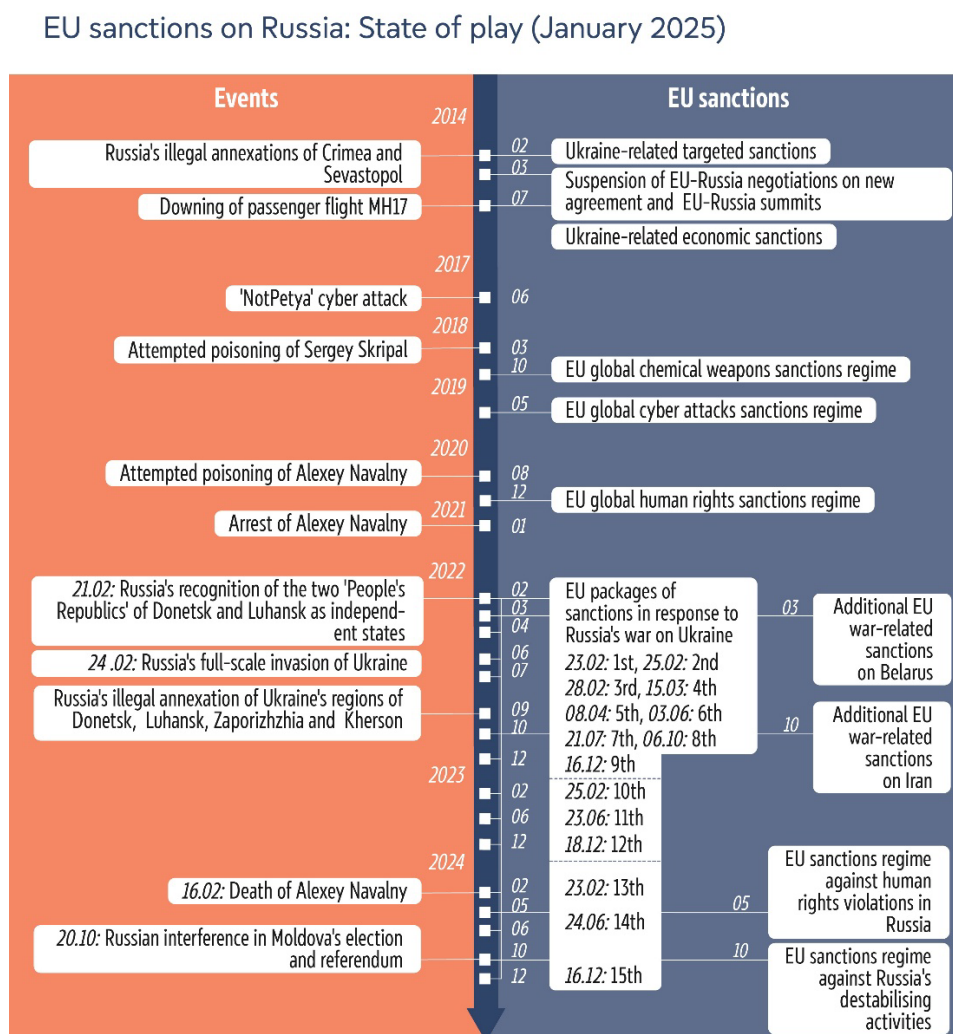 EU sanctions on Russia: State of play (January 2025)
Events
EU sanctions
2014
Russia's illegal annexations of Crimea and
Sevastopol
02
Ukraine-related targeted sanctions
03
Suspension of EU-Russia negotiations on new
agreement and EU-Russia summits
Downing of passenger flight MH17
07
Ukraine-related economic sanctions
2017
'NotPetya' cyber attack
06
2018
Attempted poisoning of Sergey Skripal
03
10
EU global chemical weapons sanctions regime
2019
05
EU global cyber attacks sanctions regime
2020
Attempted poisoning of Alexey Navalny
08
12
EU global human rights sanctions regime
2021
Arrest of Alexey Navalny
01
2022
21.02: Russia's recognition of the two 'People's
Republics' of Donetsk and Luhansk as independ-
ent states
24 .02: Russia's full-scale invasion of Ukraine
Russia's illegal annexation of Ukraine's regions of
Donetsk, Luhansk, Zaporizhzhia and Kherson
02
03
04
06
07
09
10
12
EU packages of
sanctions in response to
Russia's war on Ukraine
23.02: 1st, 25.02: 2nd
28.02: 3rd, 15.03: 4th
08.04: 5th, 03.06: 6th
21.07: 7th, 06.10: 8th
16.12: 9th
03
Additional EU
war-related
sanctions
on Belarus
10
Additional EU
war-related
sanctions
on Iran
2023
02
06
12
25.02: 10th
23.06: 11th
18.12: 12th
2024
16.02: Death of Alexey Navalny
20.10: Russian interference in Moldova's election
and referendum
02
05
06
10
12
23.02: 13th
24.06: 14th
16.12: 15th
05
EU sanctions regime
against human
rights violations in
Russia
10
EU sanctions regime
against Russia's
destabilising
activities